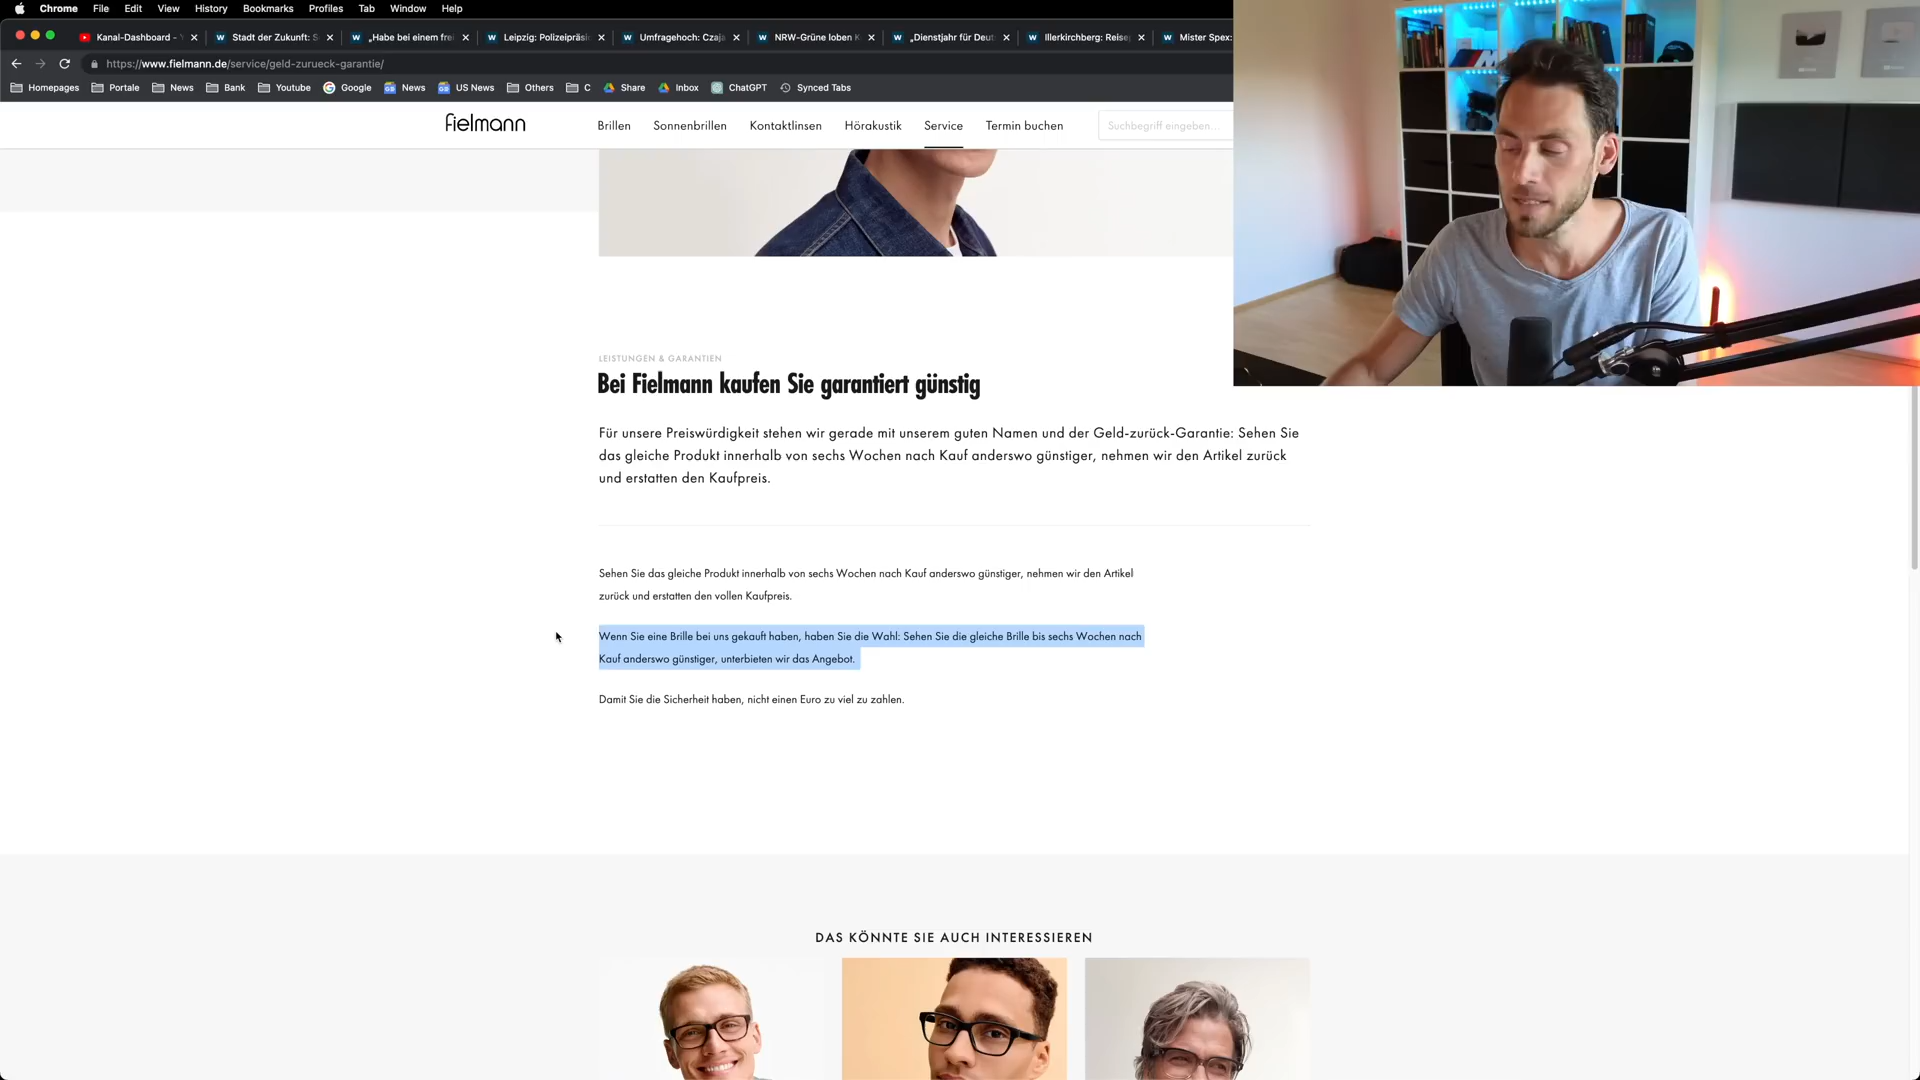 Chrome File Edit View History Bookmarks Profiles Tab Window Help
Kanal-Dashboard - Stadt der Zukunft: „Habe bei einem Leipzig: Umfragehoch: NRW-Grüne loben „Dienstjahr für Illerkirchberg: Mister Spex:
https://www.fielmann.de/service/geld-zurueck-garantie/
Homepages Portale News Bank Youtube Google News US News Others C Share Inbox ChatGPT Synced Tabs
fielmann Brillen Sonnenbrillen Kontaktlinsen Hörakustik Service Termin buchen Suchbegriff eingeben...
LEISTUNGEN & GARANTIEN
Bei Fielmann kaufen Sie garantiert günstig
Für unsere Preiswürdigkeit stehen wir gerade mit unserem guten Namen und der Geld-zurück-Garantie: Sehen Sie
das gleiche Produkt innerhalb von sechs Wochen nach Kauf anderswo günstiger, nehmen wir den Artikel zurück
und erstatten den Kaufpreis.
Sehen Sie das gleiche Produkt innerhalb von sechs Wochen nach Kauf anderswo günstiger, nehmen wir den Artikel
zurück und erstatten den vollen Kaufpreis.
Wenn Sie eine Brille bei uns gekauft haben, haben Sie die Wahl: Sehen Sie die gleiche Brille bis sechs Wochen nach
Kauf anderswo günstiger, unterbieten wir das Angebot.
Damit Sie die Sicherheit haben, nicht einen Euro zu viel zu zahlen.
DAS KÖNNTE SIE AUCH INTERESSIEREN